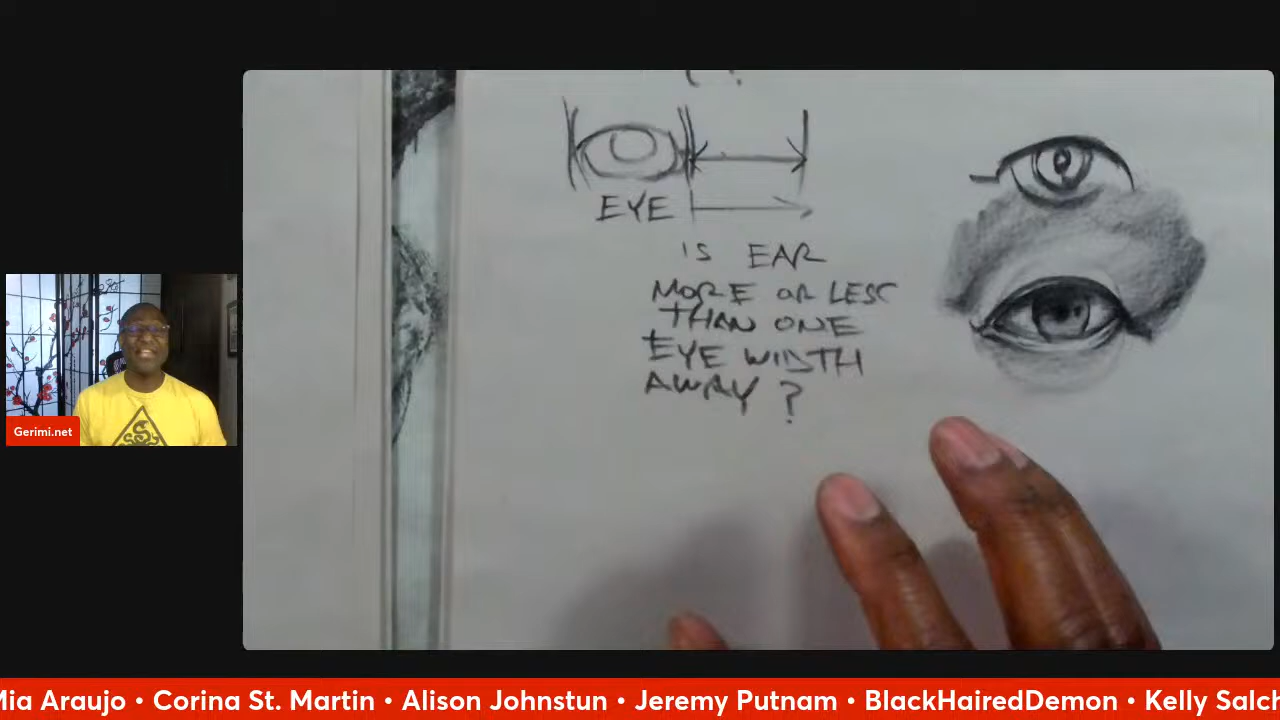 ?
EYE
IS EAR
MORE OR LESS
THAN ONE
EYE WIDTH
AWAY?
Gerimi.net
Mia Araujo • Corina St. Martin • Alison Johnstun • Jeremy Putnam • BlackHairedDemon • Kelly Salch